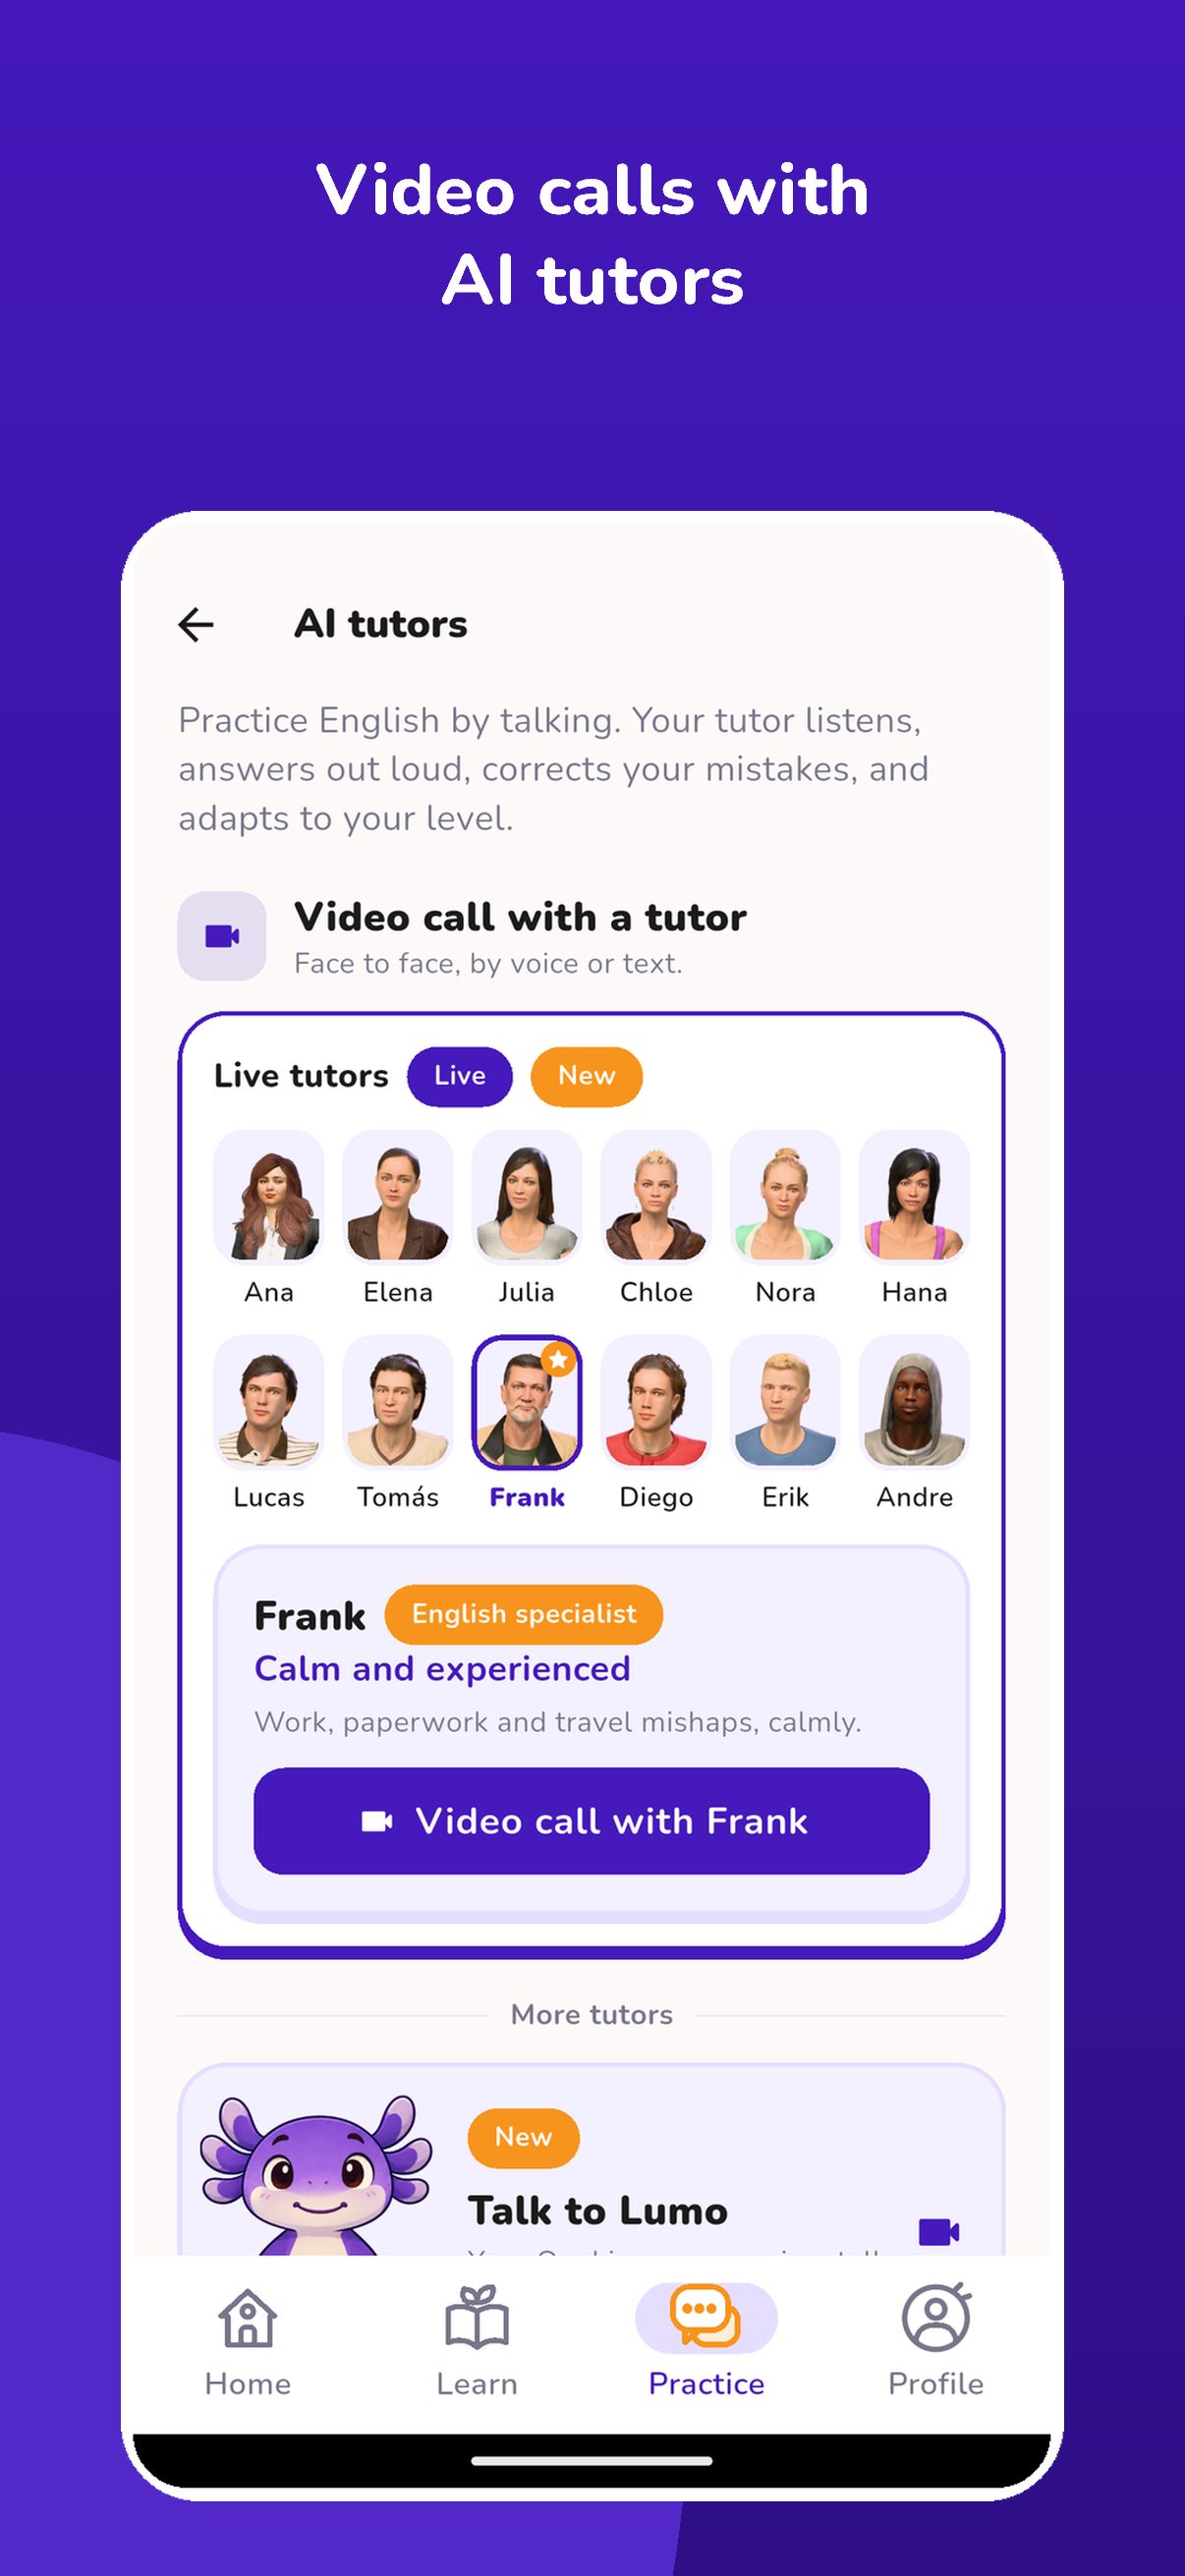 Video calls with
AI tutors
AI tutors
Practice English by talking. Your tutor listens,
answers out loud, corrects your mistakes, and
adapts to your level.
Video call with a tutor
Face to face, by voice or text.
Live tutors Live New
Ana Elena Julia Chloe Nora Hana
Lucas Tomás Frank Diego Erik Andre
Frank English specialist
Calm and experienced
Work, paperwork and travel mishaps, calmly.
Video call with Frank
More tutors
New
Talk to Lumo
Home Learn Practice Profile